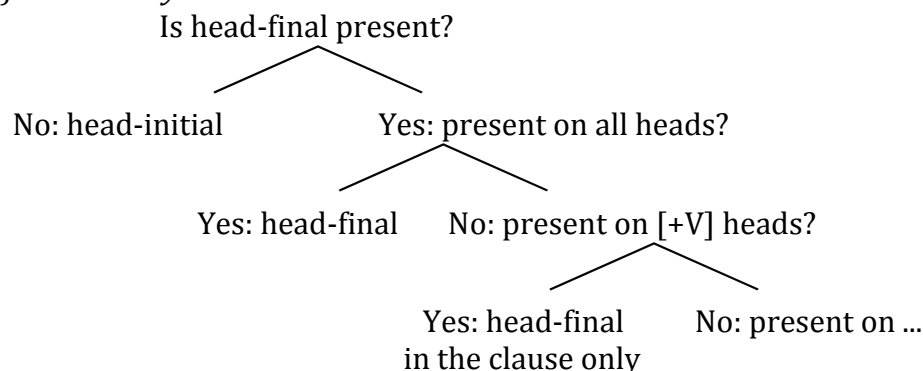 Is head-final present?
No: head-initial Yes: present on all heads?
Yes: head-final No: present on [+V] heads?
Yes: head-final No: present on ...
in the clause only